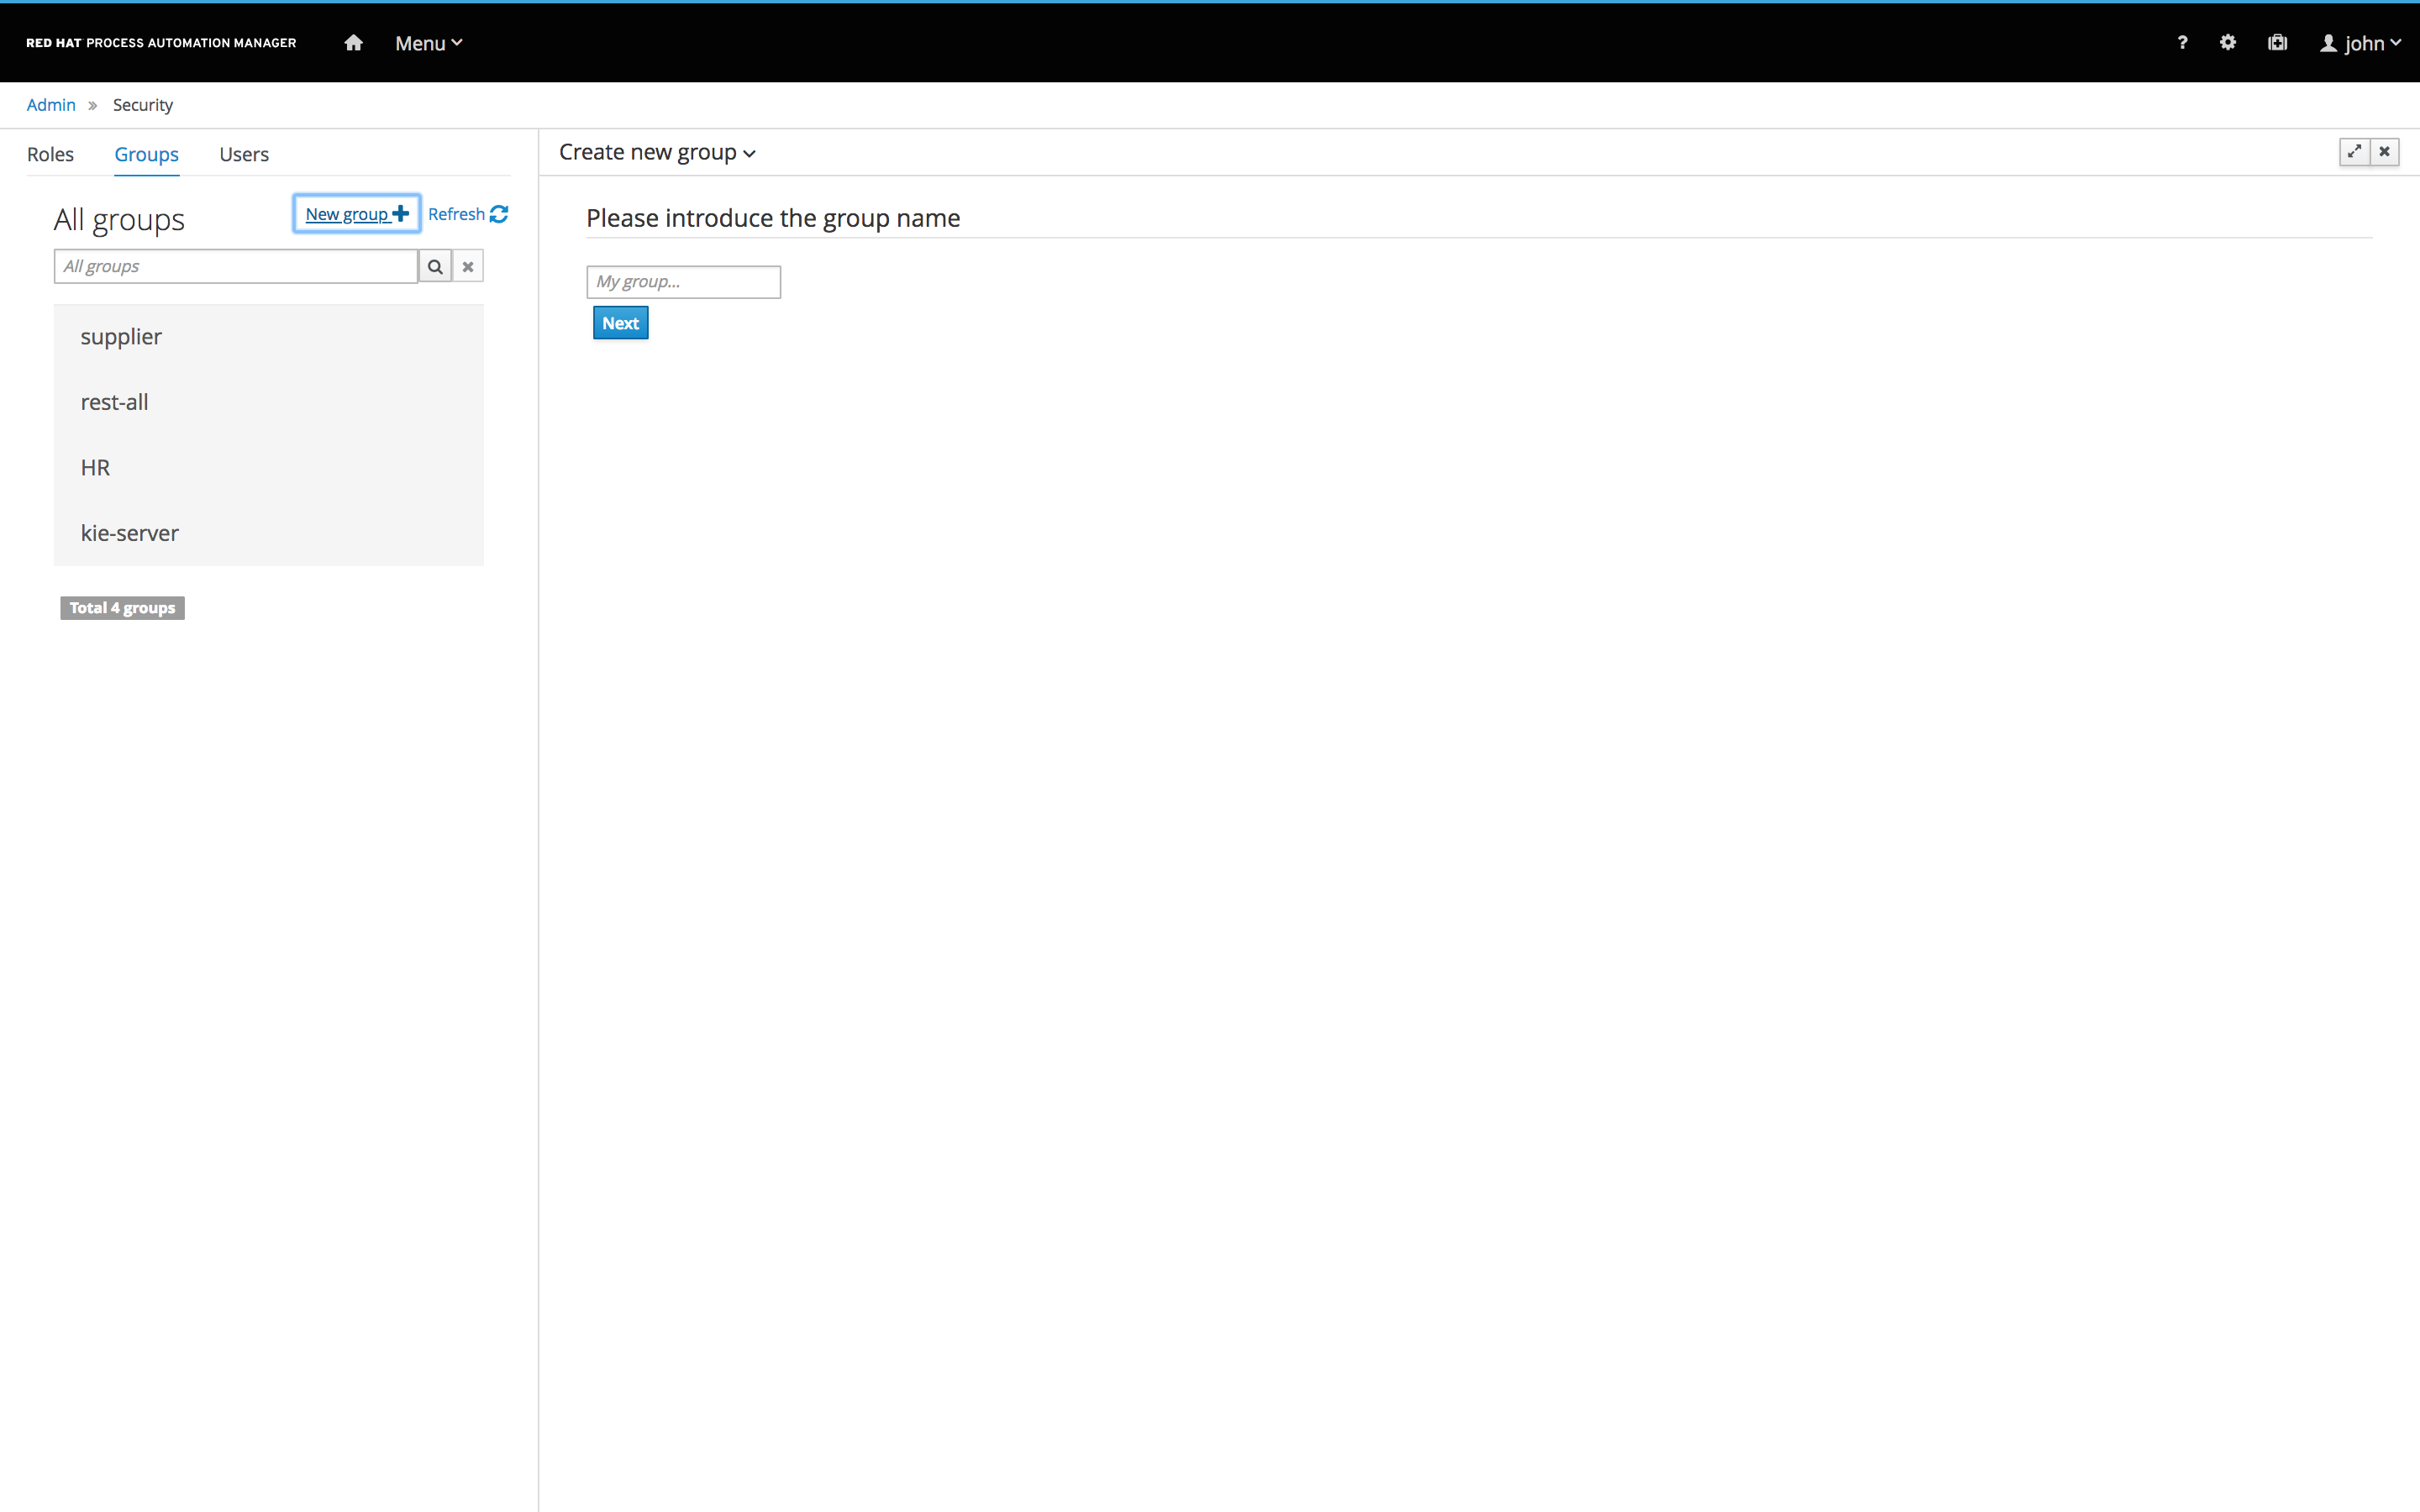 RED HAT PROCESS AUTOMATION MANAGER
Menu
?
john
Admin » Security
Roles
Groups
Users
Create new group
All groups
New group
Refresh
Please introduce the group name
All groups
My group...
Next
supplier
rest-all
HR
kie-server
Total 4 groups